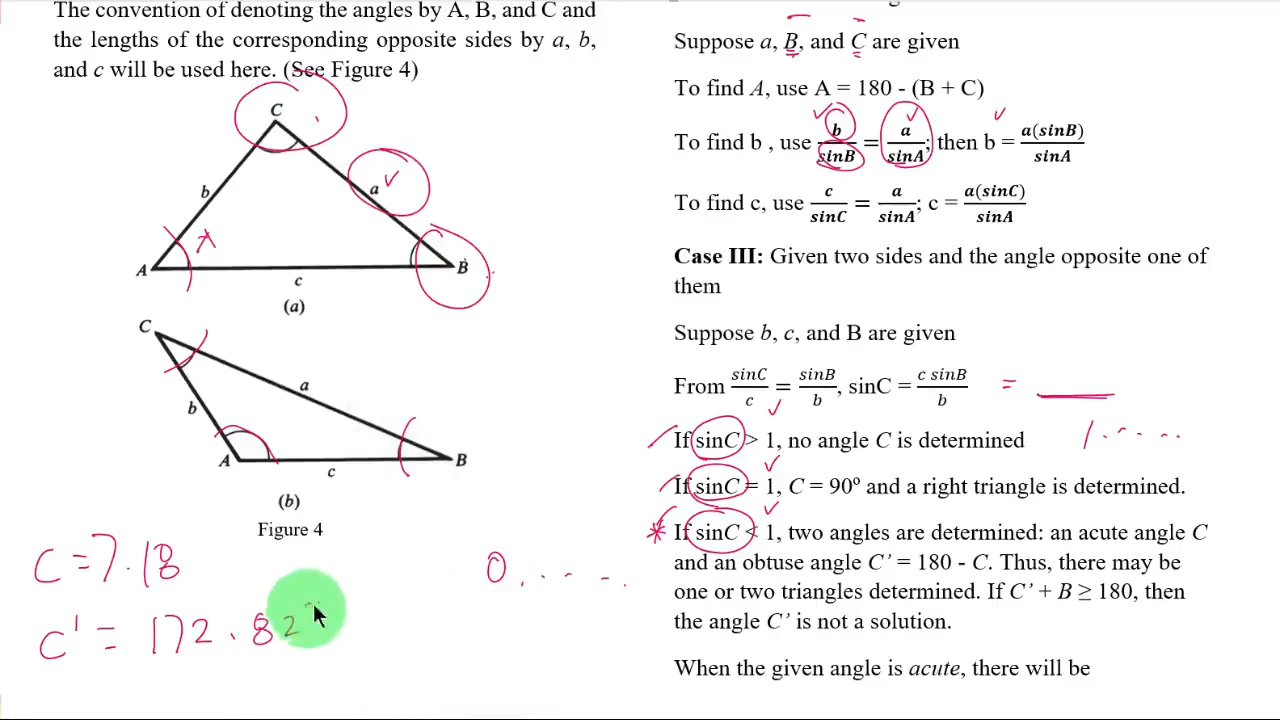 The convention of denoting the angles by A, B, and C and
the lengths of the corresponding opposite sides by a, b,
and c will be used here. (See Figure 4)
C
b
a
A
A
B
c
(a)
C
a
b
A
B
c
(b)
Figure 4
C = 7.18
C' = 172.82
0. . . . .
Suppose a, B, and C are given
To find A, use A = 180 - (B + C)
To find b , use b/sinB = a/sinA; then b = a(sinB)/sinA
To find c, use c/sinC = a/sinA; c = a(sinC)/sinA
Case III: Given two sides and the angle opposite one of
them
Suppose b, c, and B are given
From sinC/c = sinB/b, sinC = c sinB/b =
If sinC > 1, no angle C is determined
1. . . . .
If sinC = 1, C = 90º and a right triangle is determined.
* If sinC < 1, two angles are determined: an acute angle C
and an obtuse angle C’ = 180 - C. Thus, there may be
one or two triangles determined. If C’ + B ≥ 180, then
the angle C’ is not a solution.
When the given angle is acute, there will be